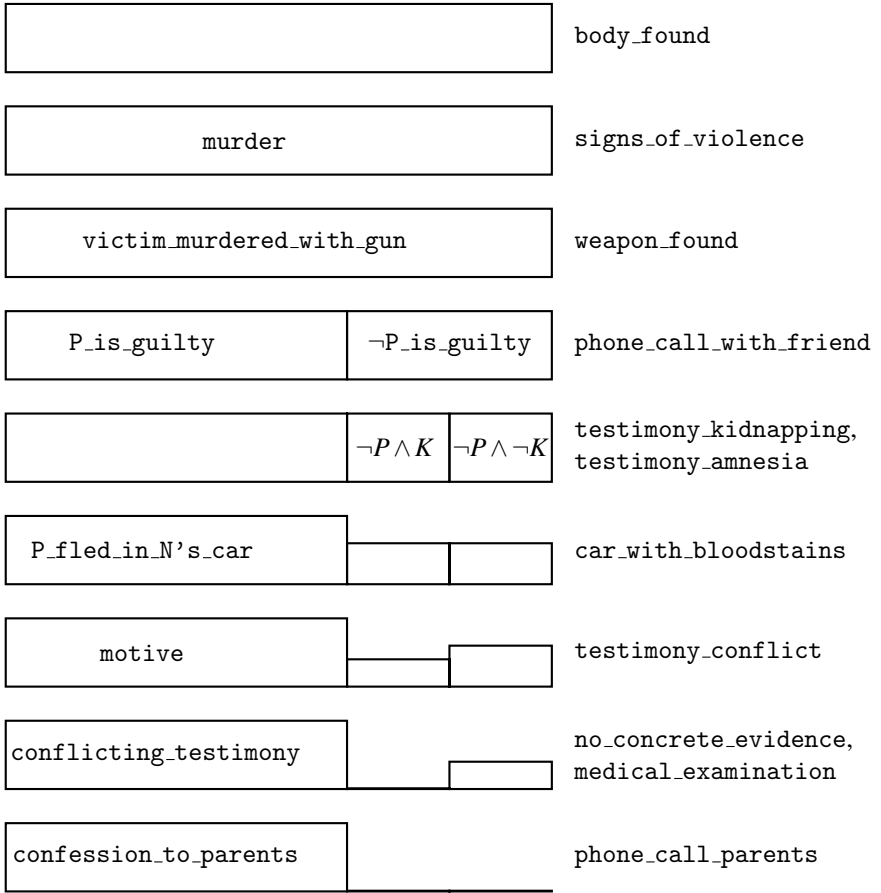 body_found
murder
signs_of_violence
victim_murdered_with_gun
weapon_found
P_is_guilty
¬P_is_guilty
phone_call_with_friend
¬P ∧ K
¬P ∧ ¬K
testimony_kidnapping,
testimony_amnesia
P_fled_in_N's_car
car_with_bloodstains
motive
testimony_conflict
conflicting_testimony
no_concrete_evidence,
medical_examination
confession_to_parents
phone_call_parents